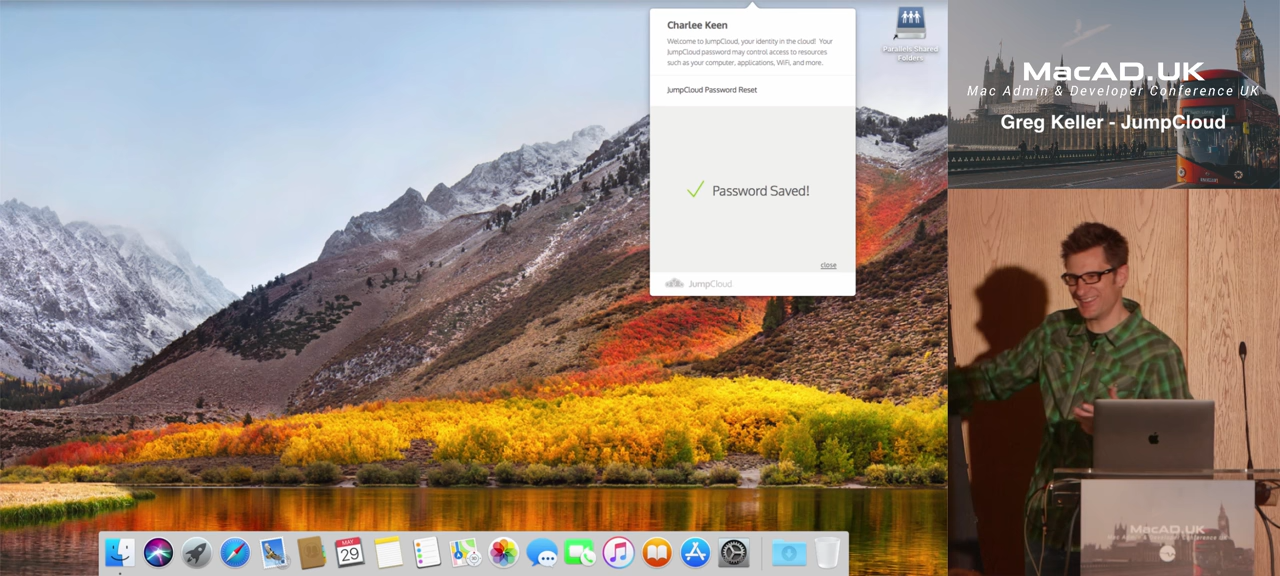 Charlee Keen
Welcome to JumpCloud, your identity in the cloud! Your
JumpCloud password may control access to resources
such as your computer, applications, WiFi, and more.
JumpCloud Password Reset
Password Saved!
close
JumpCloud
Parallels Shared
Folders
MAY
29
MacAD.UK
Mac Admin & Developer Conference UK
Greg Keller - JumpCloud
MacAD.UK